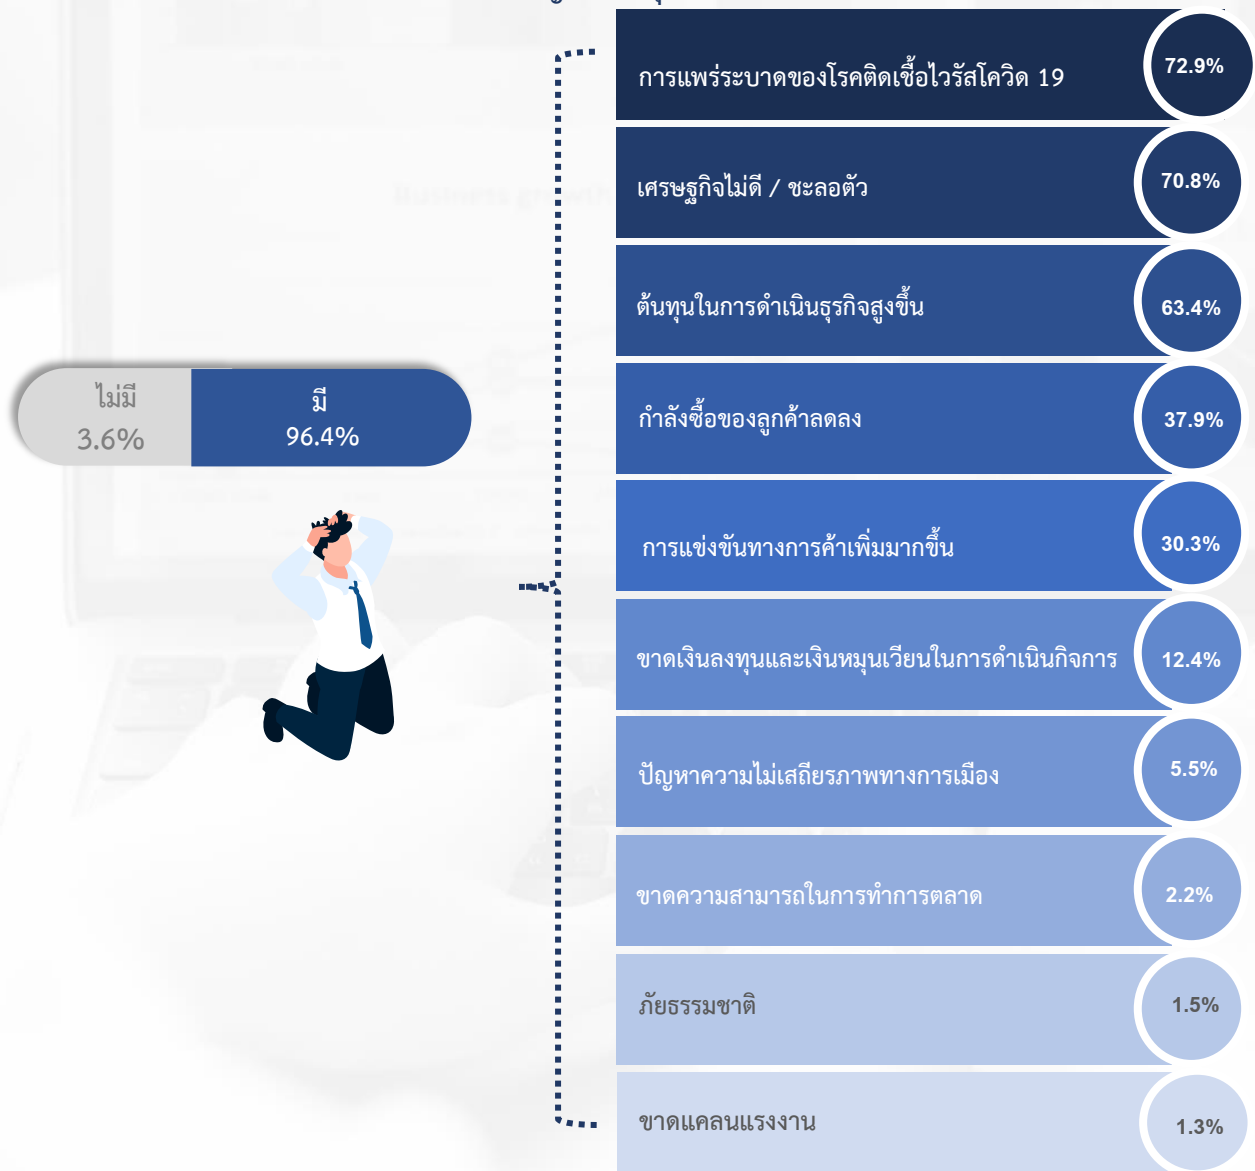 ไม่มี
3.6%
มี
96.4%
การแพร่ระบาดของโรคติดเชื้อไวรัสโควิด 19
72.9%
เศรษฐกิจไม่ดี / ชะลอตัว
70.8%
ต้นทุนในการดำเนินธุรกิจสูงขึ้น
63.4%
กำลังซื้อของลูกค้าลดลง
37.9%
การแข่งขันทางการค้าเพิ่มมากขึ้น
30.3%
ขาดเงินลงทุนและเงินหมุนเวียนในการดำเนินกิจการ
12.4%
ปัญหาความไม่เสถียรภาพทางการเมือง
5.5%
ขาดความสามารถในการทำการตลาด
2.2%
ภัยธรรมชาติ
1.5%
ขาดแคลนแรงงาน
1.3%
Business growth